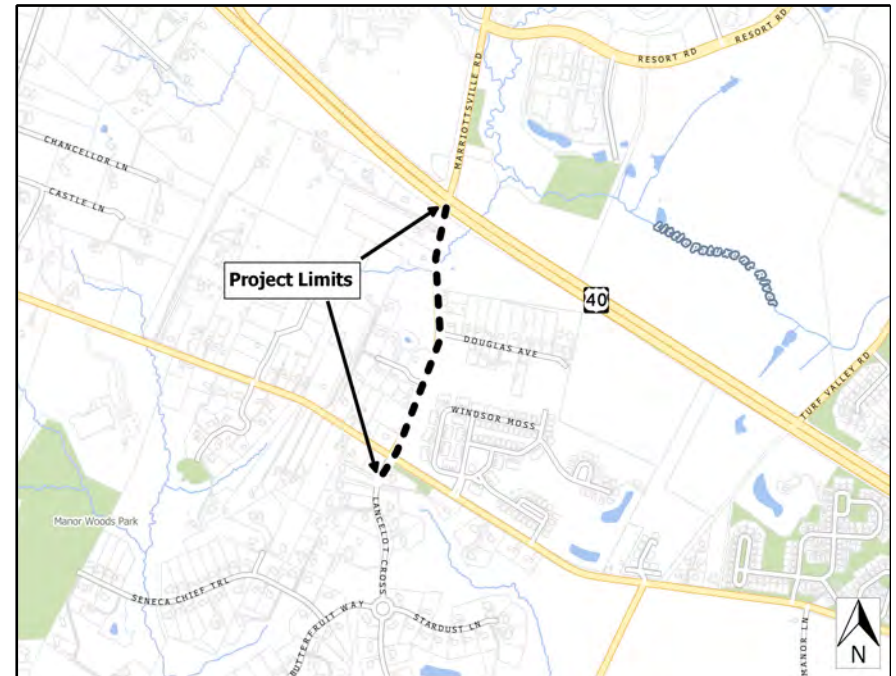 RESORT RD
RESORT RD
MARRIOTTSVILLE RD
CHANCELLOR LN
CASTLE LN
Little Patuxent River
Project Limits
40
DOUGLAS AVE
TURF VALLEY RD
WINDSOR MOSS
Manor Woods Park
LANCELOT CROSS
SENECA CHIEF TRL
BUTTERFRUIT WAY
STARDUST LN
MANOR LN
N